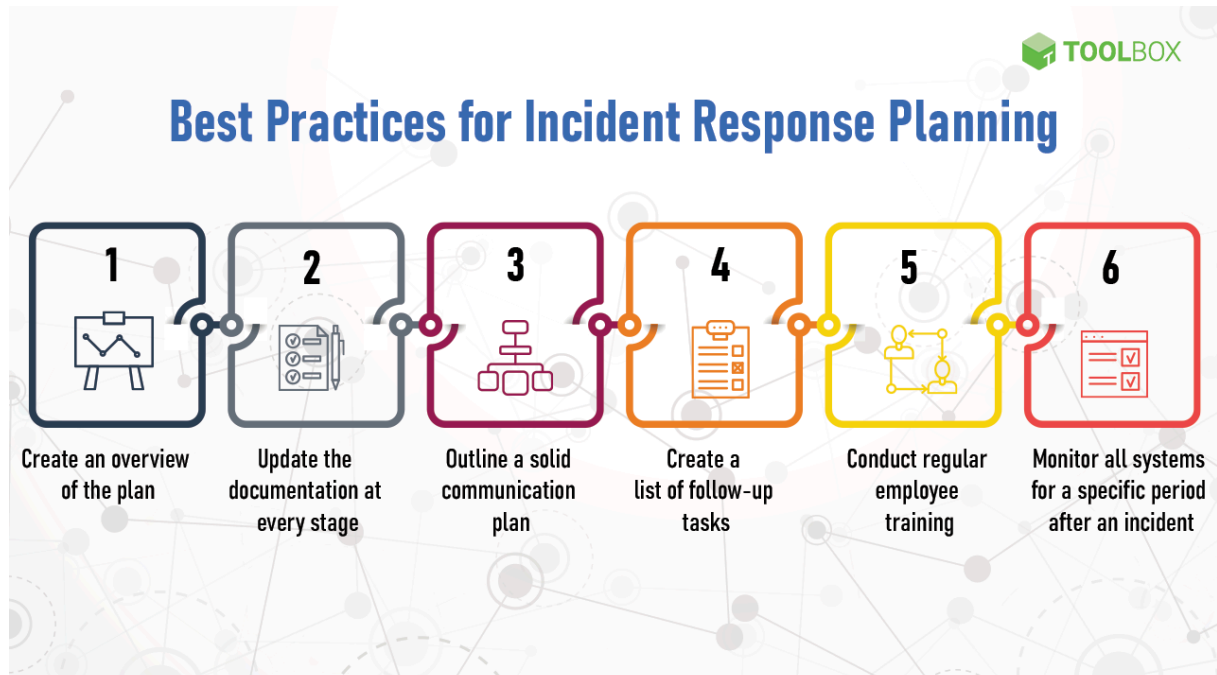 TOOLBOX
Best Practices for Incident Response Planning
1
2
3
4
5
6
Create an overview
of the plan
Update the
documentation at
every stage
Outline a solid
communication
plan
Create a
list of follow-up
tasks
Conduct regular
employee
training
Monitor all systems
for a specific period
after an incident